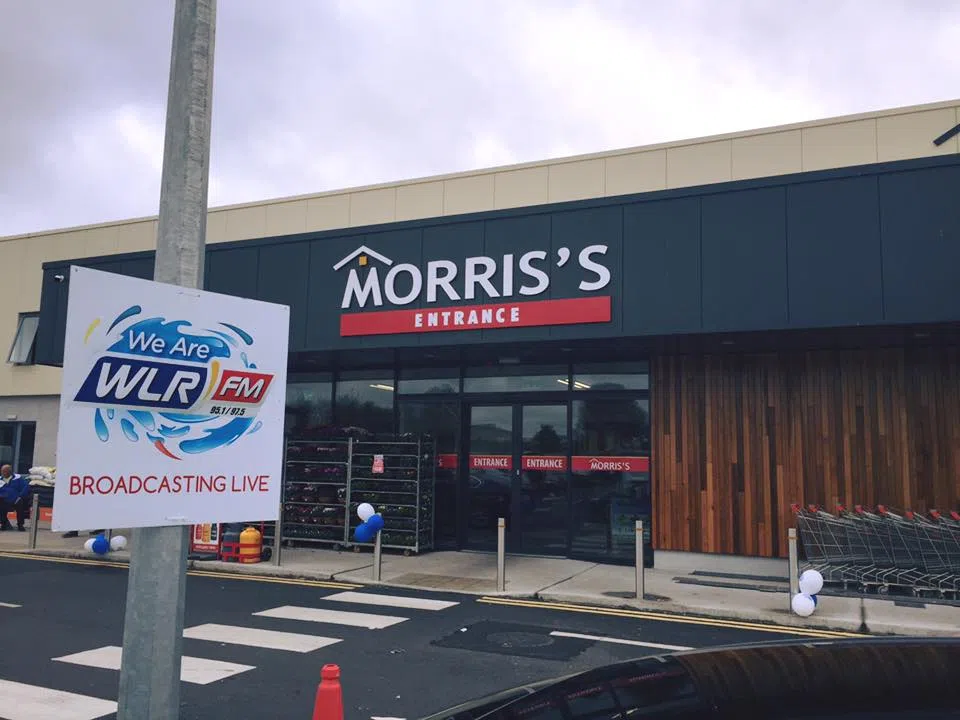 MORRIS'S
ENTRANCE
We Are
WLR FM
95.1/97.5
BROADCASTING LIVE
ENTRANCE
ENTRANCE
MORRIS'S